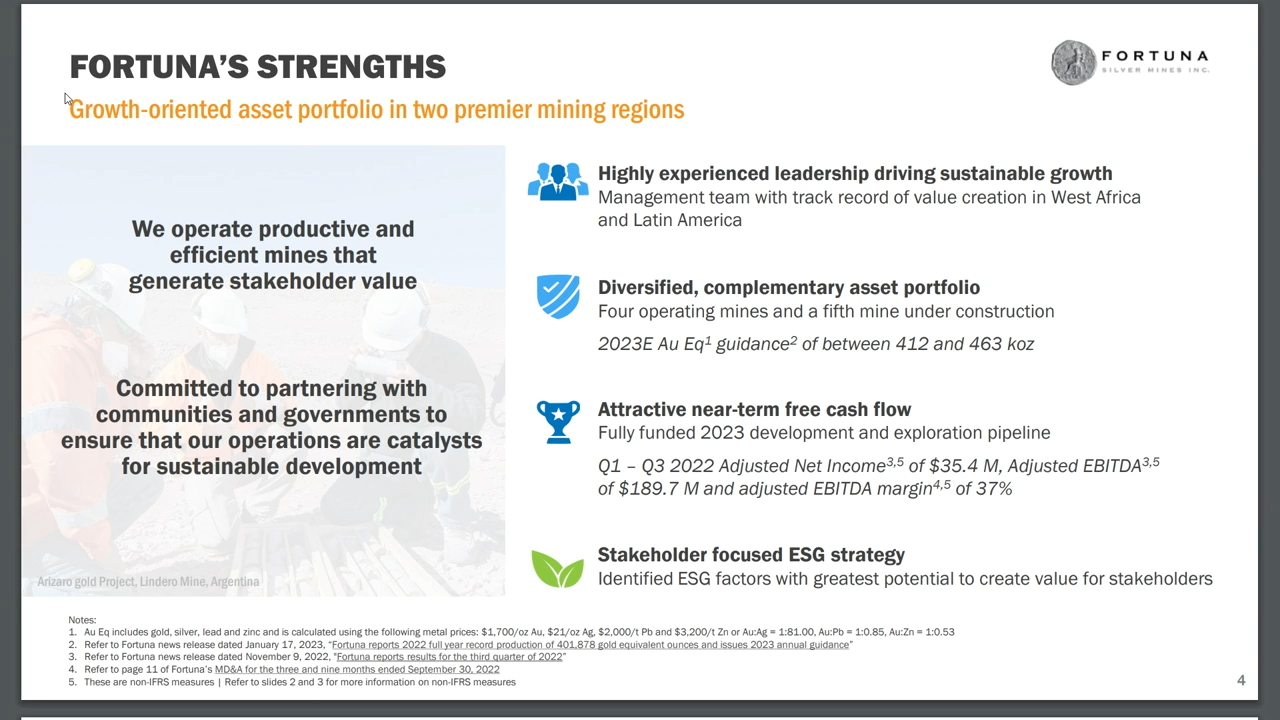 FORTUNA'S STRENGTHS
FORTUNA
SILVER MINES INC.
Growth-oriented asset portfolio in two premier mining regions
We operate productive and
efficient mines that
generate stakeholder value
Committed to partnering with
communities and governments to
ensure that our operations are catalysts
for sustainable development
Arizaro gold Project, Lindero Mine, Argentina
Highly experienced leadership driving sustainable growth
Management team with track record of value creation in West Africa
and Latin America
Diversified, complementary asset portfolio
Four operating mines and a fifth mine under construction
2023E Au Eq¹ guidance² of between 412 and 463 koz
Attractive near-term free cash flow
Fully funded 2023 development and exploration pipeline
Q1 – Q3 2022 Adjusted Net Income³,⁵ of $35.4 M, Adjusted EBITDA³,⁵
of $189.7 M and adjusted EBITDA margin⁴,⁵ of 37%
Stakeholder focused ESG strategy
Identified ESG factors with greatest potential to create value for stakeholders
Notes:
1. Au Eq includes gold, silver, lead and zinc and is calculated using the following metal prices: $1,700/oz Au, $21/oz Ag, $2,000/t Pb and $3,200/t Zn or Au:Ag = 1:81.00, Au:Pb = 1:0.85, Au:Zn = 1:0.53
2. Refer to Fortuna news release dated January 17, 2023, "Fortuna reports 2022 full year record production of 401,878 gold equivalent ounces and issues 2023 annual guidance"
3. Refer to Fortuna news release dated November 9, 2022, "Fortuna reports results for the third quarter of 2022"
4. Refer to page 11 of Fortuna's MD&A for the three and nine months ended September 30, 2022
5. These are non-IFRS measures | Refer to slides 2 and 3 for more information on non-IFRS measures
4